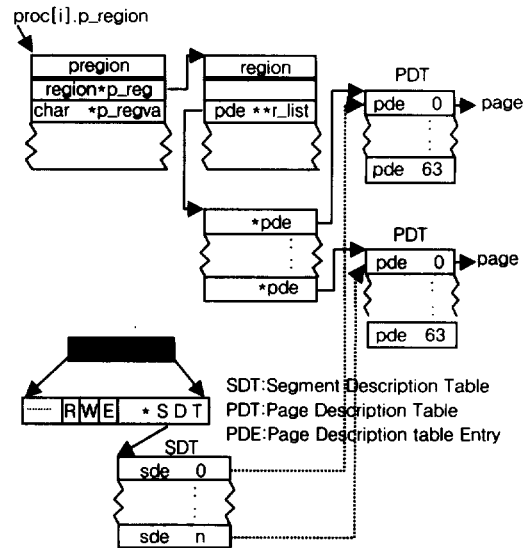 proc[i].p_region
pregion
region*p_reg
char *p_regva
region
pde **r_list
PDT
pde 0
page
pde 63
*pde
*pde
PDT
pde 0
page
pde 63
SDT:Segment Description Table
PDT:Page Description Table
PDE:Page Description table Entry
R W E * S D T
SDT
sde 0
sde n